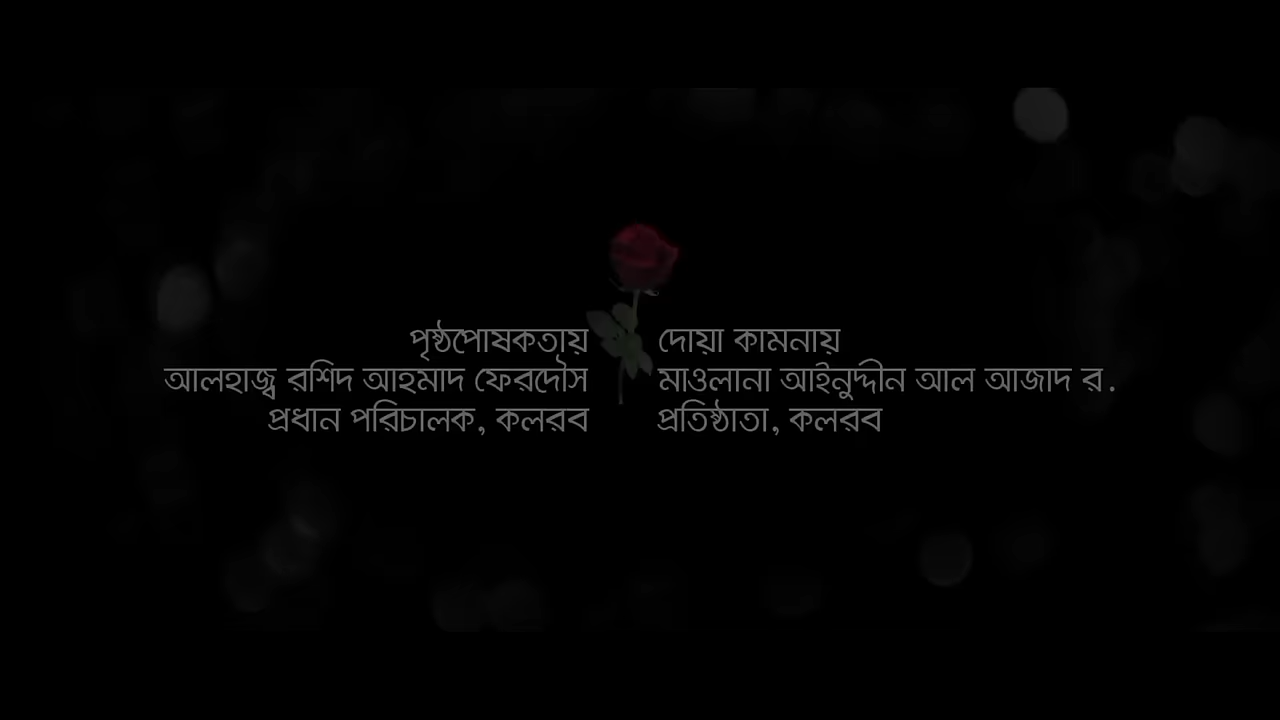 পৃষ্ঠপোষকতায়
আলহাজ্ব রশিদ আহমাদ ফেরদৌস
প্রধান পরিচালক, কলরব
দোয়া কামনায়
মাওলানা আইনুদ্দীন আল আজাদ র.
প্রতিষ্ঠাতা, কলরব